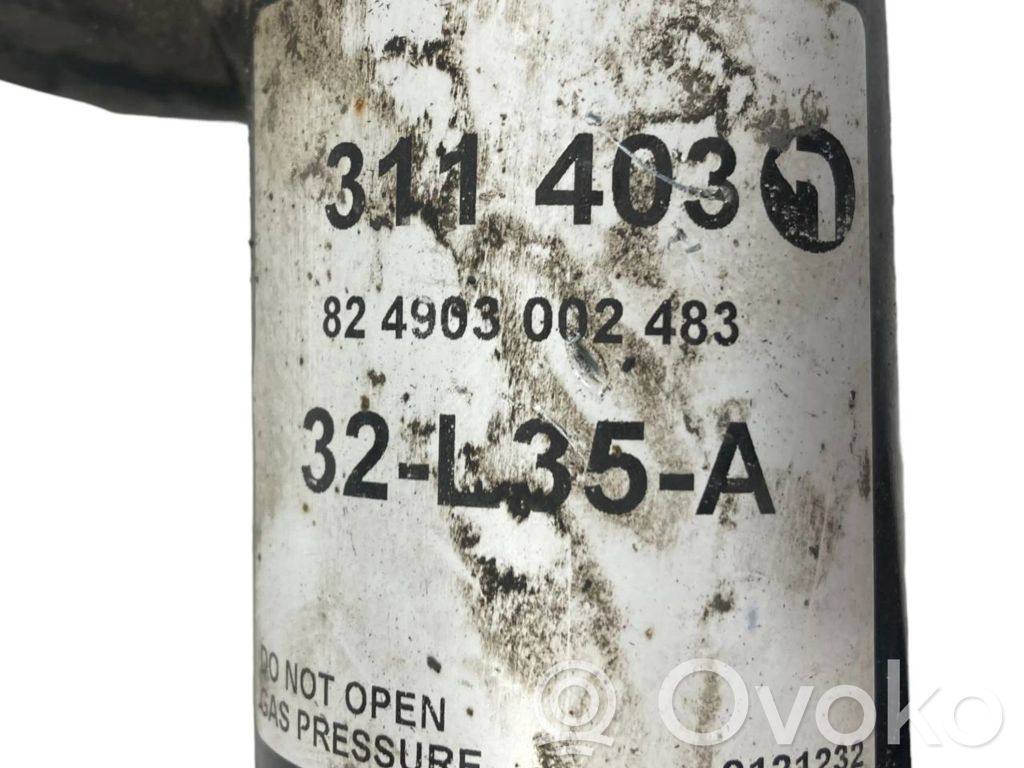 311 403
82 4903 002 483
32-L35-A
DO NOT OPEN
GAS PRESSURE
Ovoko